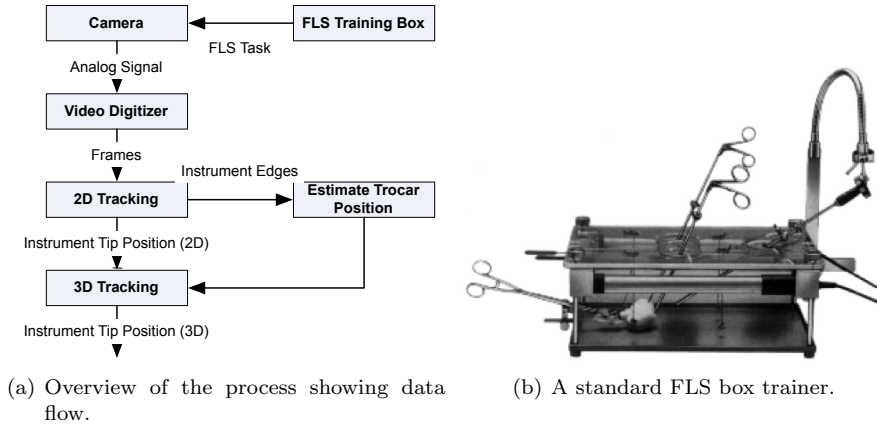 Camera
FLS Training Box
FLS Task
Analog Signal
Video Digitizer
Frames
Instrument Edges
2D Tracking
Estimate Trocar
Position
Instrument Tip Position (2D)
3D Tracking
Instrument Tip Position (3D)
(a) Overview of the process showing data
flow.
(b) A standard FLS box trainer.